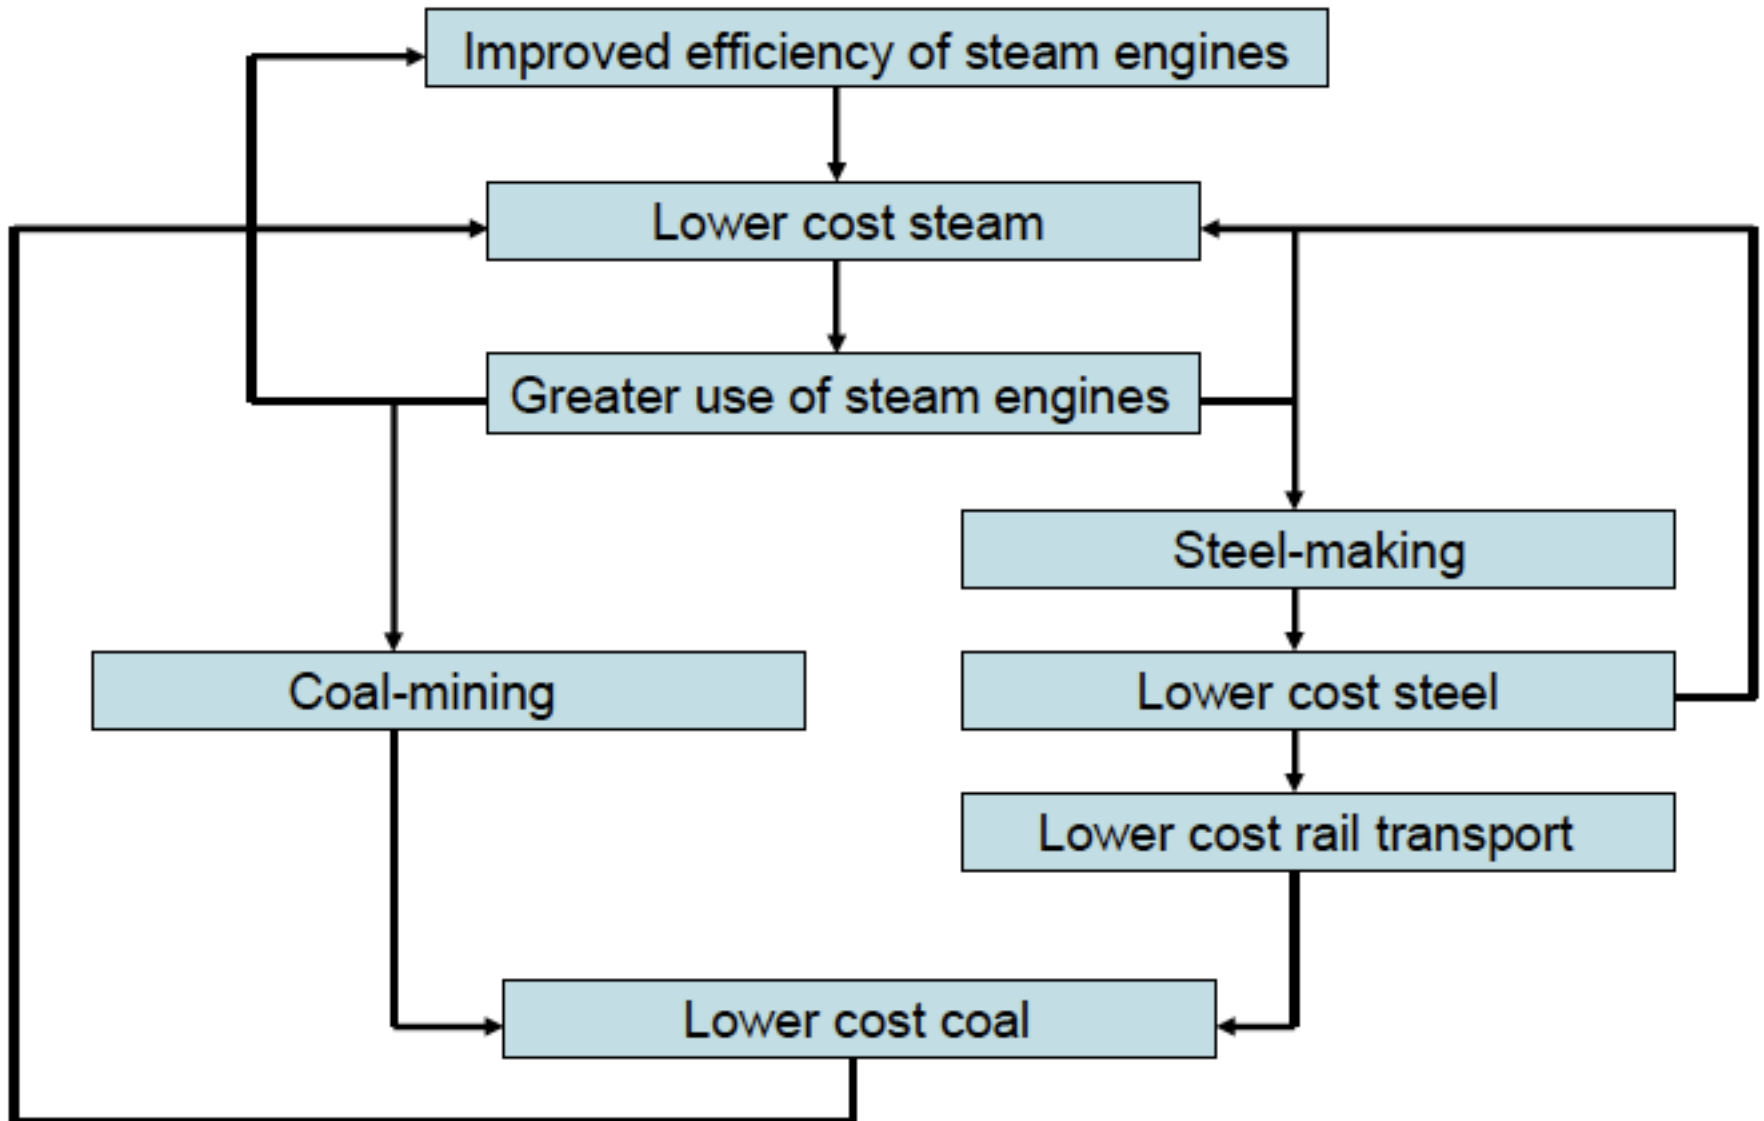 Improved efficiency of steam engines
Lower cost steam
Greater use of steam engines
Steel-making
Coal-mining
Lower cost steel
Lower cost rail transport
Lower cost coal